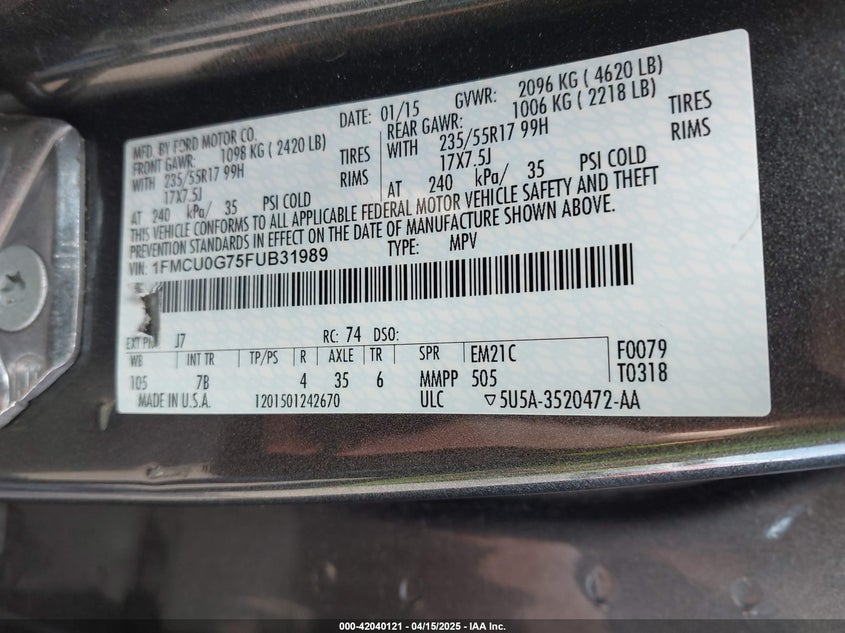 MFD. BY FORD MOTOR CO.
DATE: 01/15 GVWR: 2096 KG ( 4620 LB)
FRONT GAWR: 1098 KG ( 2420 LB)
REAR GAWR: 1006 KG ( 2218 LB)
WITH 235/55R17 99H TIRES
WITH 235/55R17 99H TIRES
17X7.5J RIMS
17X7.5J RIMS
AT 240 kPa/ 35 PSI COLD
AT 240 kPa/ 35 PSI COLD
THIS VEHICLE CONFORMS TO ALL APPLICABLE FEDERAL MOTOR VEHICLE SAFETY AND THEFT
PREVENTION STANDARDS IN EFFECT ON THE DATE OF MANUFACTURE SHOWN ABOVE.
VIN: 1FMCU0G75FUB31989 TYPE: MPV
EXT J7 RC: 74 DSO:
WB INT TR TP/PS R AXLE TR SPR EM21C F0079
105 7B 4 35 6 MMPP 505 T0318
MADE IN U.S.A. 1201501242670 ULC ▽5U5A-3520472-AA
000-42040121 - 04/15/2025 - IAA Inc.